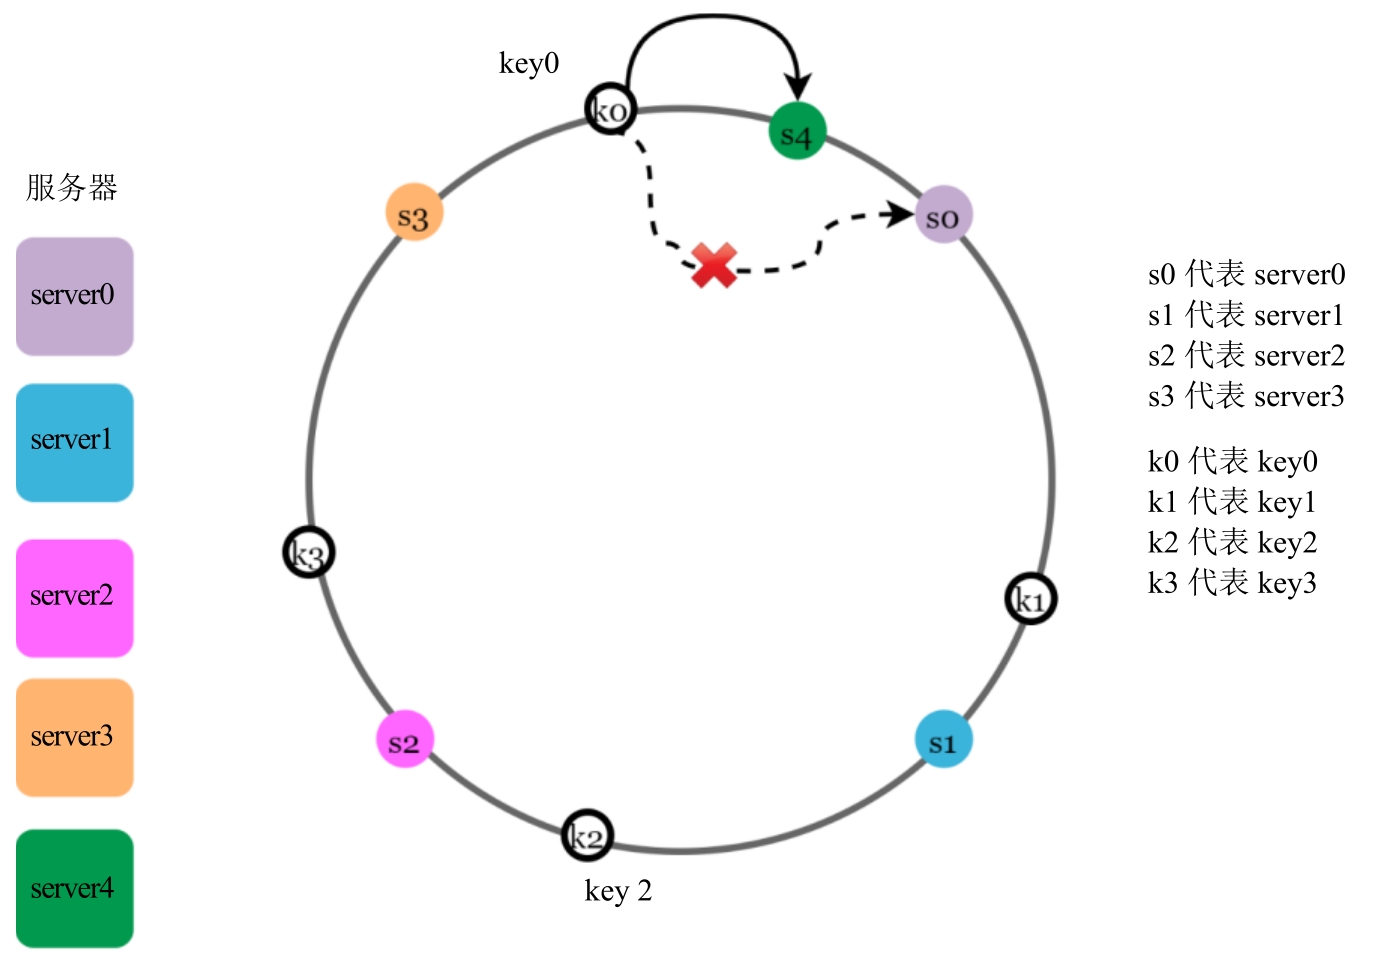 key0
k0
s4
服务器
s3
s0
server0
s0 代表 server0
s1 代表 server1
s2 代表 server2
s3 代表 server3
server1
k0 代表 key0
k1 代表 key1
k2 代表 key2
k3 代表 key3
k3
server2
k1
server3
s2
s1
k2
server4
key 2